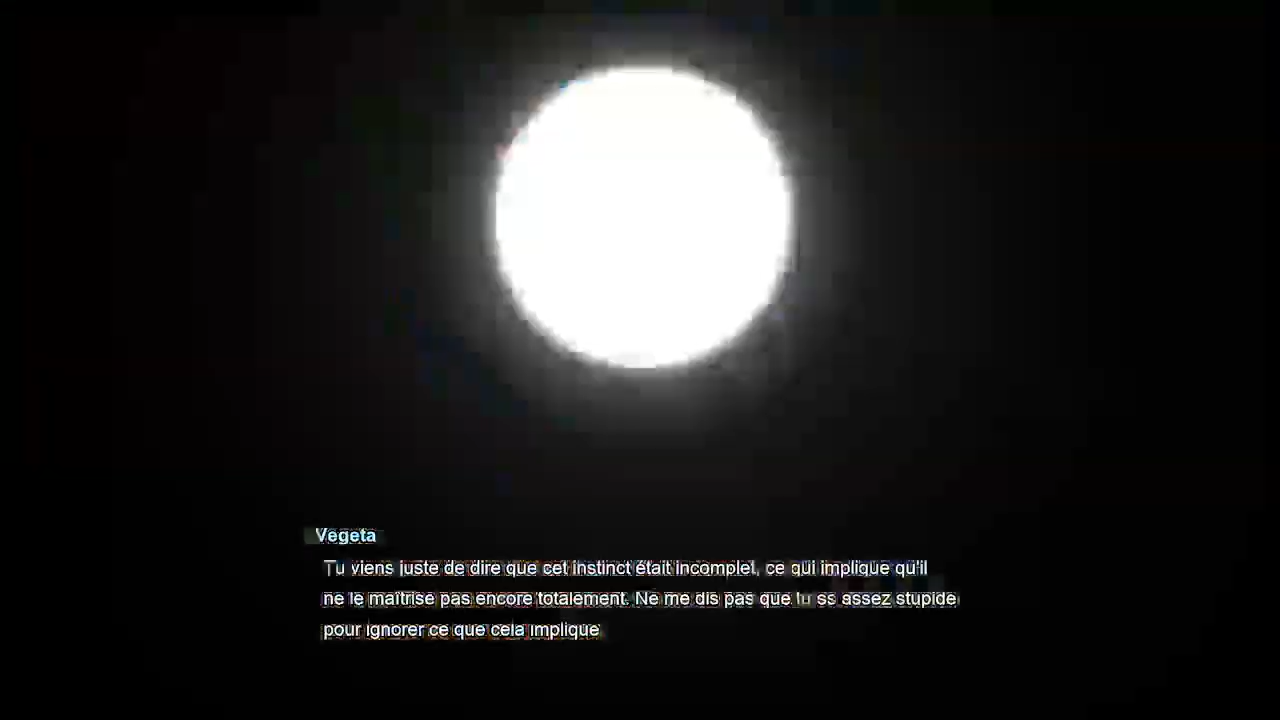 Vegeta
Tu viens juste de dire que cet instinct était incomplet, ce qui implique qu'il
ne le maîtrise pas encore totalement. Ne me dis pas que tu es assez stupide
pour ignorer ce que cela implique